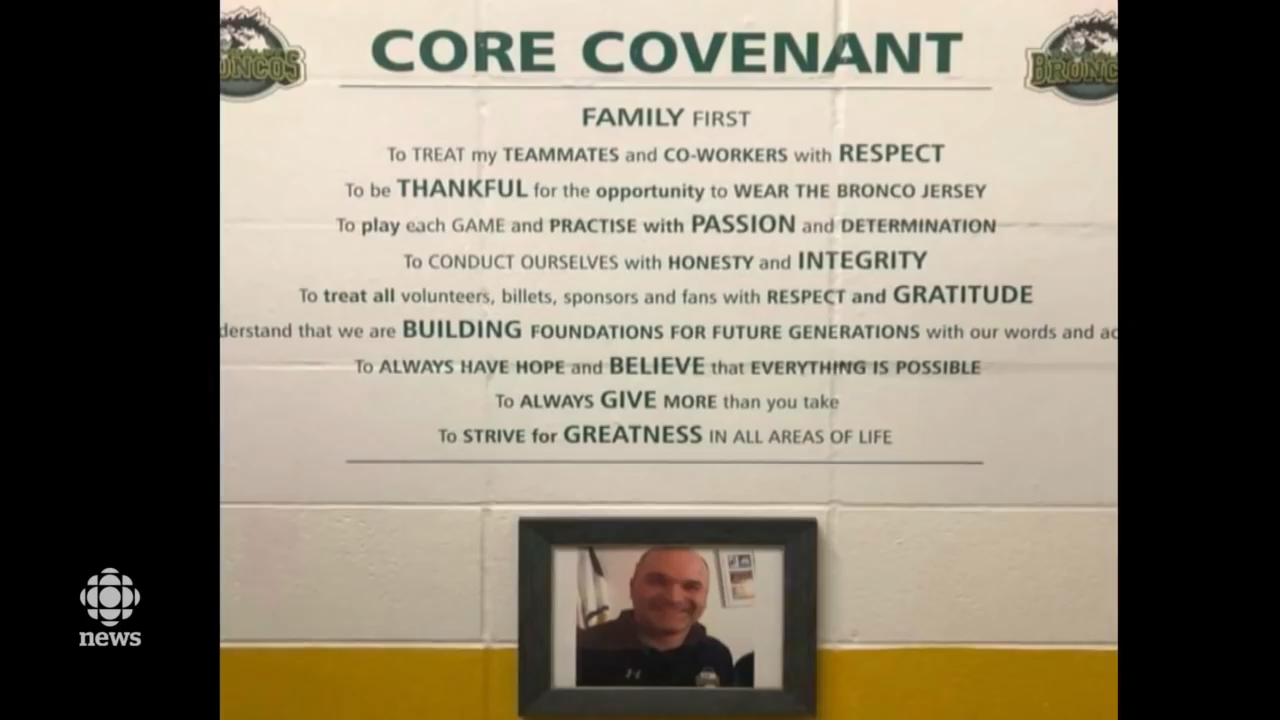 CORE COVENANT
BRONCOS
BRONC
FAMILY FIRST
To TREAT my TEAMMATES and CO-WORKERS with RESPECT
To be THANKFUL for the opportunity to WEAR THE BRONCO JERSEY
To play each GAME and PRACTISE with PASSION and DETERMINATION
To CONDUCT OURSELVES with HONESTY and INTEGRITY
To treat all volunteers, billets, sponsors and fans with RESPECT and GRATITUDE
derstand that we are BUILDING FOUNDATIONS FOR FUTURE GENERATIONS with our words and ac
To ALWAYS HAVE HOPE and BELIEVE that EVERYTHING IS POSSIBLE
To ALWAYS GIVE MORE than you take
To STRIVE for GREATNESS IN ALL AREAS OF LIFE
news